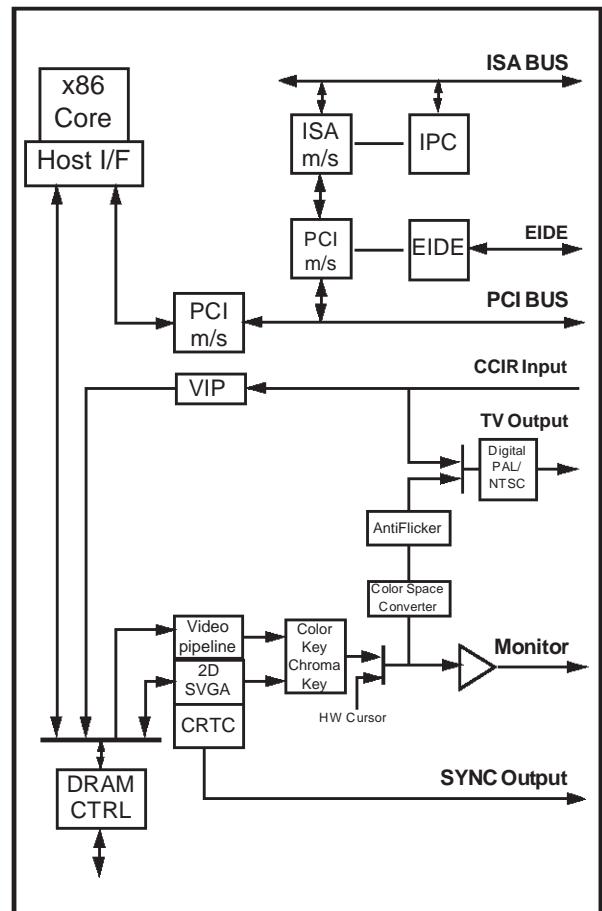 ISA BUS
x86
Core
Host I/F
ISA
m/s
IPC
PCI
m/s
EIDE
EIDE
PCI
m/s
PCI BUS
CCIR Input
VIP
TV Output
Digital
PAL/
NTSC
AntiFlicker
Color Space
Converter
Video
pipeline
Color
Key
Chroma
Key
Monitor
2D
SVGA
HW Cursor
CRTC
SYNC Output
DRAM
CTRL